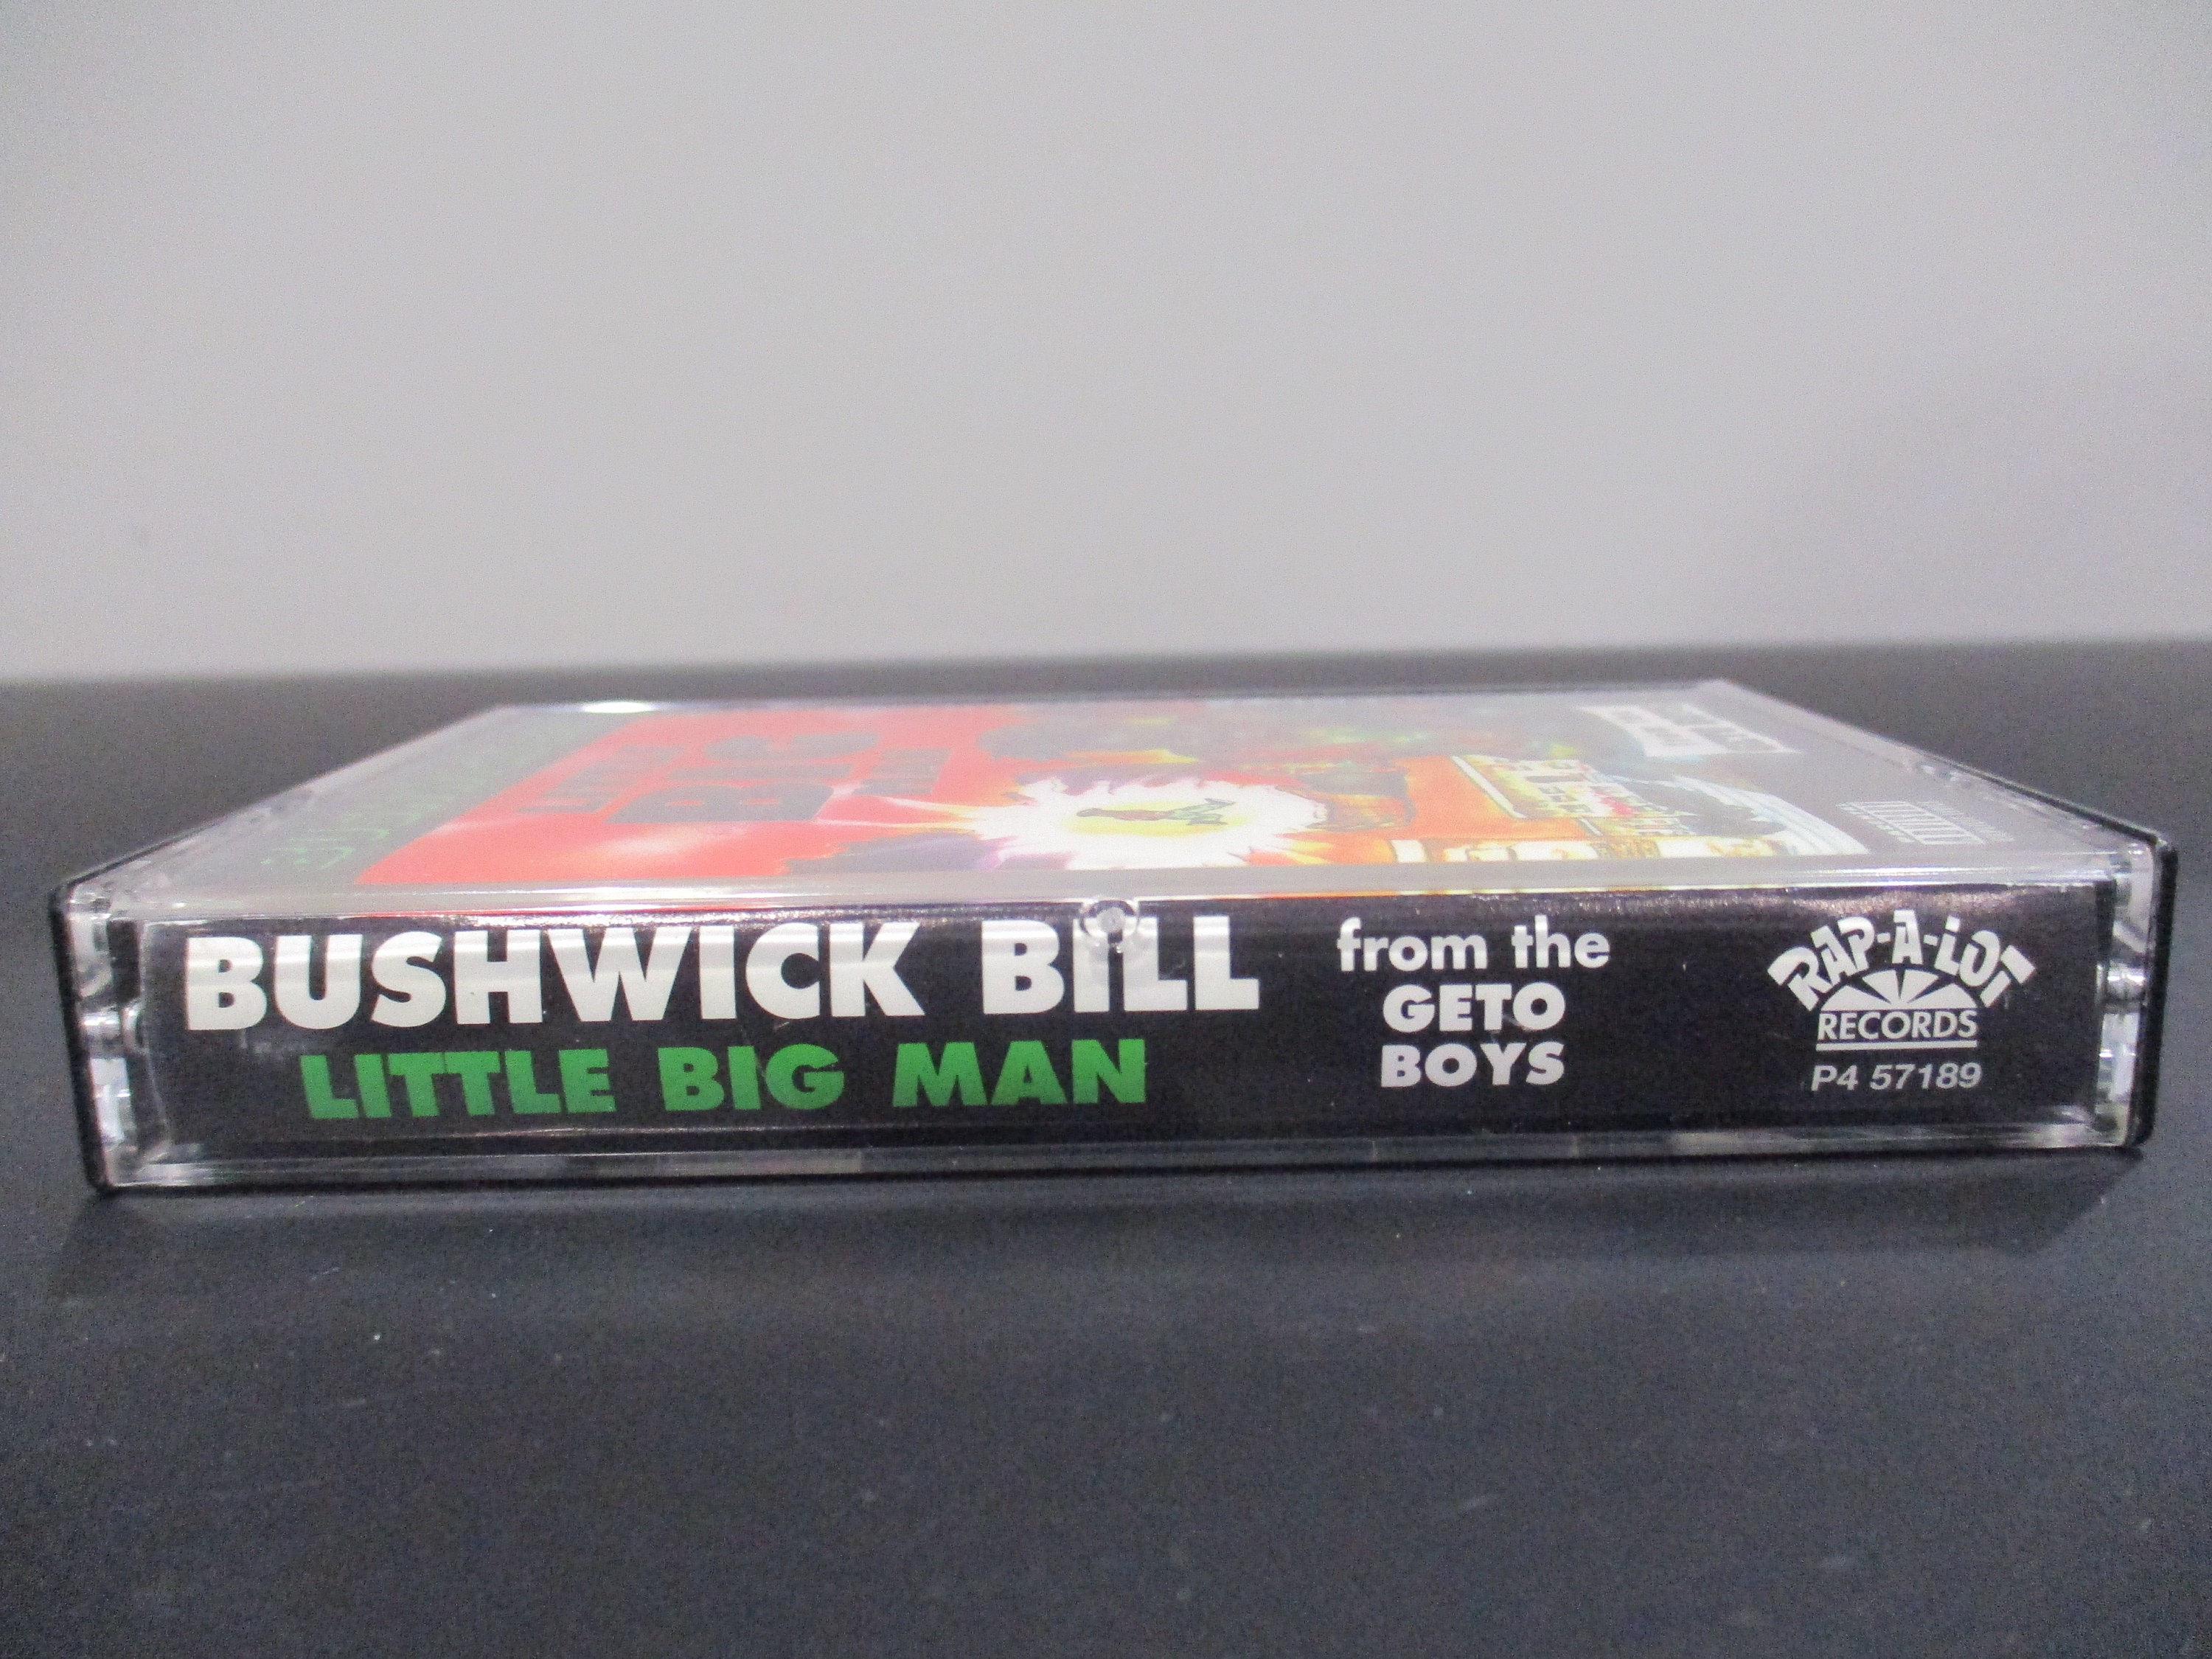 BUSHWICK BILL
LITTLE BIG MAN
from the
GETO
BOYS
RAP-A-LOT
RECORDS
P4 57189